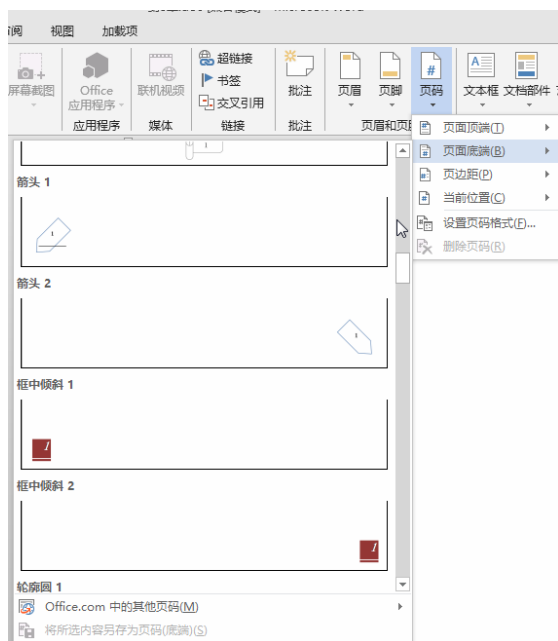 视图 加载项
屏幕截图
Office
应用程序
联机视频
超链接
书签
交叉引用
批注
页眉 页脚 页码
文本框 文档部件
应用程序 媒体 链接 批注 页眉和页
页面顶端(T)
页面底端(B)
页边距(P)
当前位置(C)
设置页码格式(F)...
删除页码(R)
1
箭头 1
1
箭头 2
1
框中倾斜 1
1
框中倾斜 2
1
轮廓圆 1
Office.com 中的其他页码(M)
将所选内容另存为页码(底端)(S)